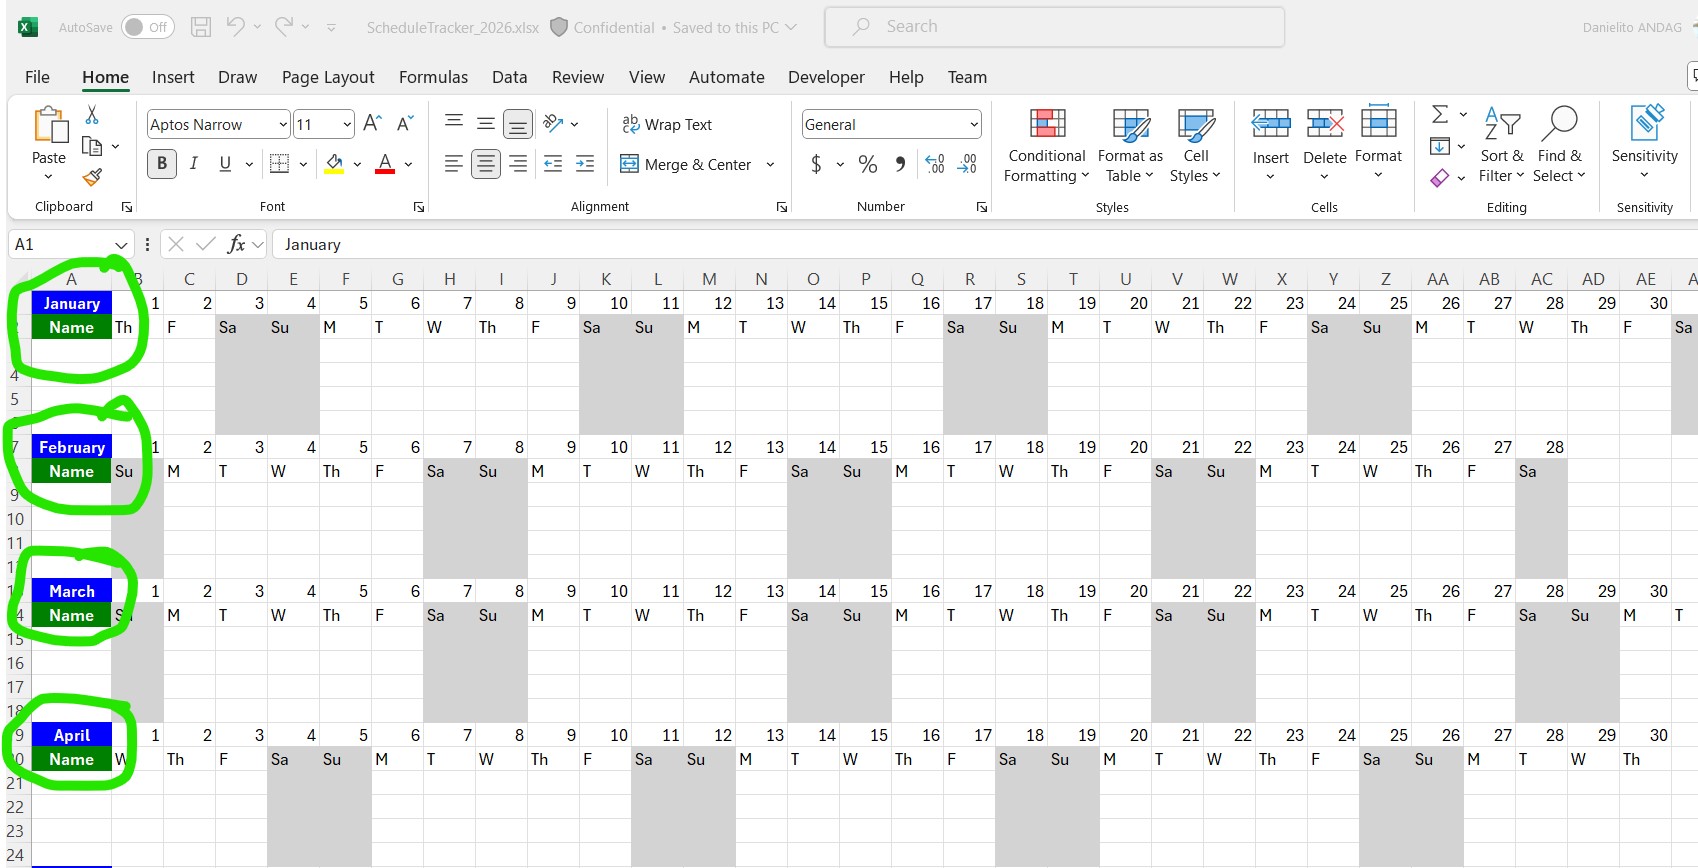 AutoSave Off ScheduleTracker_2026.xlsx Confidential • Saved to this PC Search Danielito ANDAG
File Home Insert Draw Page Layout Formulas Data Review View Automate Developer Help Team
Paste
Clipboard
Aptos Narrow 11 A A
B I U A
Font
ab Wrap Text
Merge & Center
Alignment
General
$ % 9 .00 .00
Number
Conditional Formatting
Format as Table
Cell Styles
Styles
Insert Delete Format
Cells
Sort & Filter
Find & Select
Editing
Sensitivity
Sensitivity
A1 fx January
A B C D E F G H I J K L M N O P Q R S T U V W X Y Z AA AB AC AD AE
January 1 2 3 4 5 6 7 8 9 10 11 12 13 14 15 16 17 18 19 20 21 22 23 24 25 26 27 28 29 30
Name Th F Sa Su M T W Th F Sa Su M T W Th F Sa Su M T W Th F Sa Su M T W Th F Sa
4
5
7 February 1 2 3 4 5 6 7 8 9 10 11 12 13 14 15 16 17 18 19 20 21 22 23 24 25 26 27 28
Name Su M T W Th F Sa Su M T W Th F Sa Su M T W Th F Sa Su M T W Th F Sa
9
10
11
March 1 2 3 4 5 6 7 8 9 10 11 12 13 14 15 16 17 18 19 20 21 22 23 24 25 26 27 28 29 30
Name Su M T W Th F Sa Su M T W Th F Sa Su M T W Th F Sa Su M T W Th F Sa Su M T
15
16
17
18
April 1 2 3 4 5 6 7 8 9 10 11 12 13 14 15 16 17 18 19 20 21 22 23 24 25 26 27 28 29 30
Name W Th F Sa Su M T W Th F Sa Su M T W Th F Sa Su M T W Th F Sa Su M T W Th
21
22
23
24